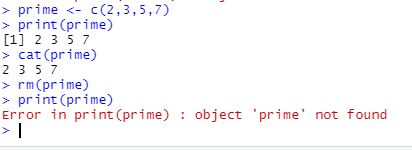 > prime <- c(2,3,5,7)
> print(prime)
[1] 2 3 5 7
> cat(prime)
2 3 5 7
> rm(prime)
> print(prime)
Error in print(prime) : object 'prime' not found
>